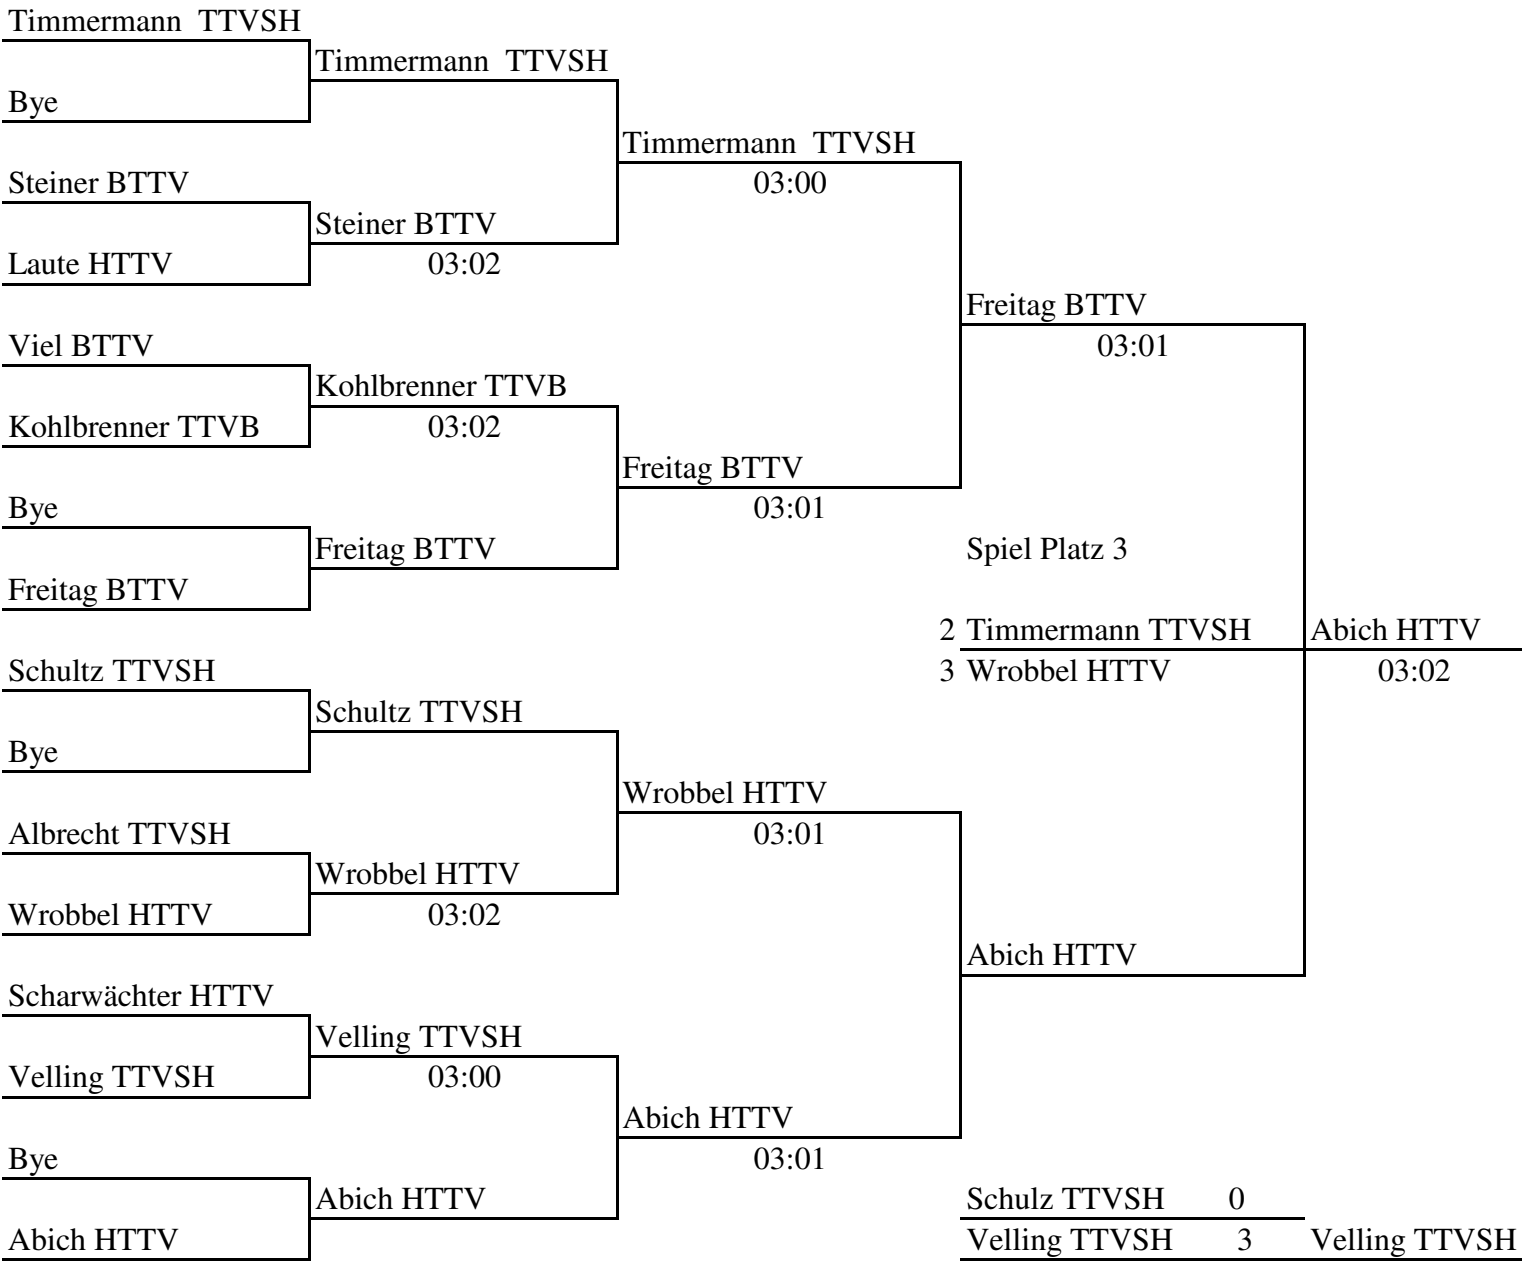 Timmermann  TTVSH
Timmermann  TTVSH
Bye
Timmermann  TTVSH
Steiner BTTV
03:00
Steiner BTTV
Laute HTTV
03:02
Freitag BTTV
Viel BTTV
03:01
Kohlbrenner TTVB
Kohlbrenner TTVB
03:02
Freitag BTTV
Bye
03:01
Freitag BTTV
Spiel Platz 3
Freitag BTTV
2 Timmermann TTVSH
Abich HTTV
Schultz TTVSH
3 Wrobbel HTTV
03:02
Schultz TTVSH
Bye
Wrobbel HTTV
Albrecht TTVSH
03:01
Wrobbel HTTV
Wrobbel HTTV
03:02
Abich HTTV
Scharwächter HTTV
Velling TTVSH
Velling TTVSH
03:00
Abich HTTV
Bye
03:01
Abich HTTV
Schulz TTVSH 0
Abich HTTV
Velling TTVSH 3
Velling TTVSH